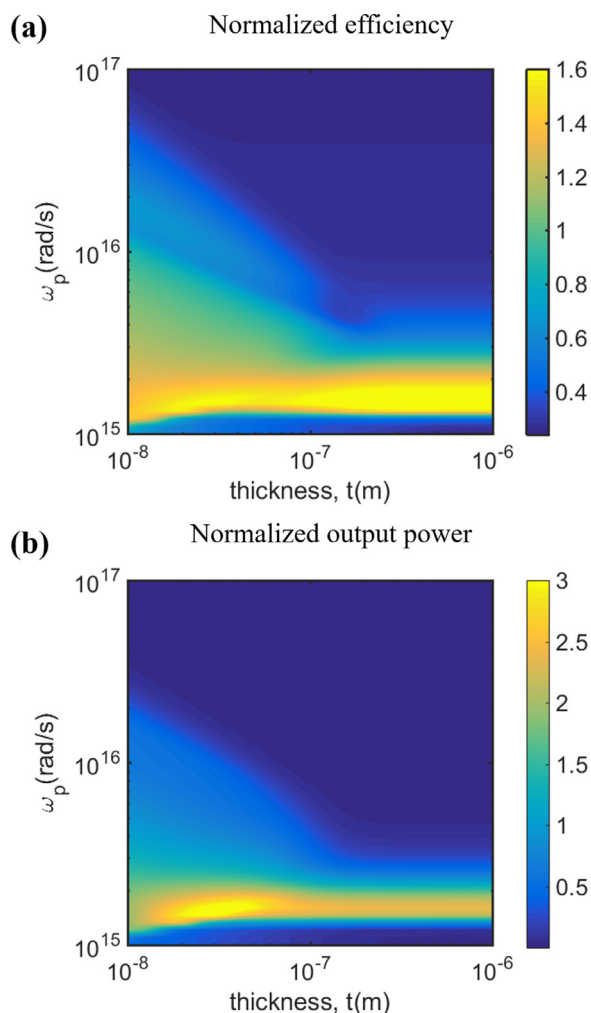 (a) Normalized efficiency
10^17
10^16
10^15
ω_p(rad/s)
10^-8 10^-7 10^-6
thickness, t(m)
1.6
1.4
1.2
1
0.8
0.6
0.4
(b) Normalized output power
10^17
10^16
10^15
ω_p(rad/s)
10^-8 10^-7 10^-6
thickness, t(m)
3
2.5
2
1.5
1
0.5